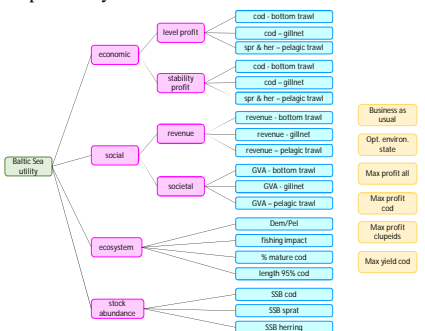 cod - bottom trawl
level profit
cod – gillnet
economic
spr & her – pelagic trawl
cod - bottom trawl
stability
profit
cod – gillnet
spr & her – pelagic trawl
revenue - bottom trawl
revenue
revenue - gillnet
revenue – pelagic trawl
social
Baltic Sea
utility
GVA - bottom trawl
societal
GVA - gillnet
GVA – pelagic trawl
Dem/Pel
fishing impact
ecosystem
% mature cod
length 95% cod
SSB cod
stock
abundance
SSB sprat
SSB herring
Business as
usual
Opt. environ.
state
Max profit all
Max profit
cod
Max profit
clupeids
Max yield cod